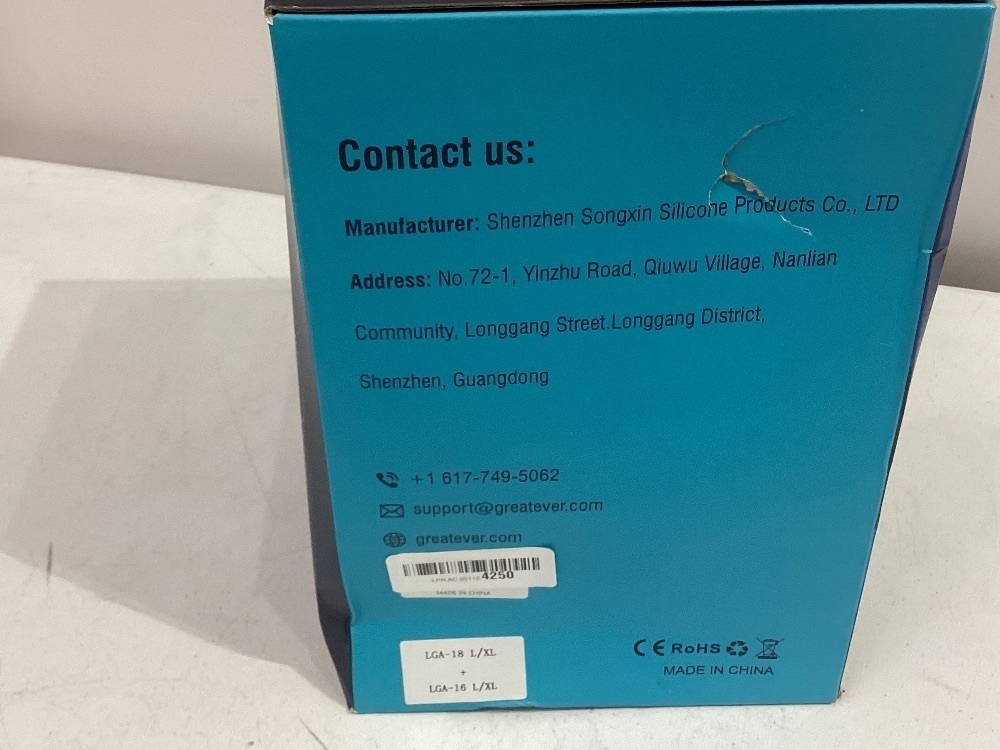 Contact us:
Manufacturer: Shenzhen Songxin Silicone Products Co., LTD
Address: No.72-1, Yinzhu Road, Qiuwu Village, Nanlian
Community, Longgang Street.Longgang District,
Shenzhen, Guangdong
+1 617-749-5062
support@greatever.com
greatever.com
4250
MADE IN CHINA
LGA-18 L/XL
+
LGA-16 L/XL
CE RoHS
MADE IN CHINA